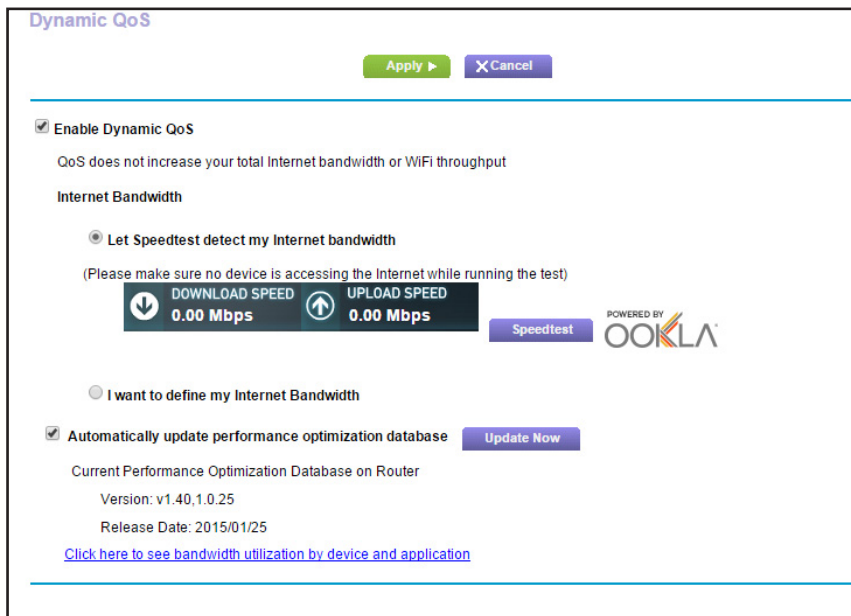 Dynamic QoS
Apply ▶ X Cancel
Enable Dynamic QoS
QoS does not increase your total Internet bandwidth or WiFi throughput
Internet Bandwidth
Let Speedtest detect my Internet bandwidth
(Please make sure no device is accessing the Internet while running the test)
DOWNLOAD SPEED UPLOAD SPEED
0.00 Mbps 0.00 Mbps
Speedtest
POWERED BY
OOKLA
I want to define my Internet Bandwidth
Automatically update performance optimization database Update Now
Current Performance Optimization Database on Router
Version: v1.40,1.0.25
Release Date: 2015/01/25
Click here to see bandwidth utilization by device and application